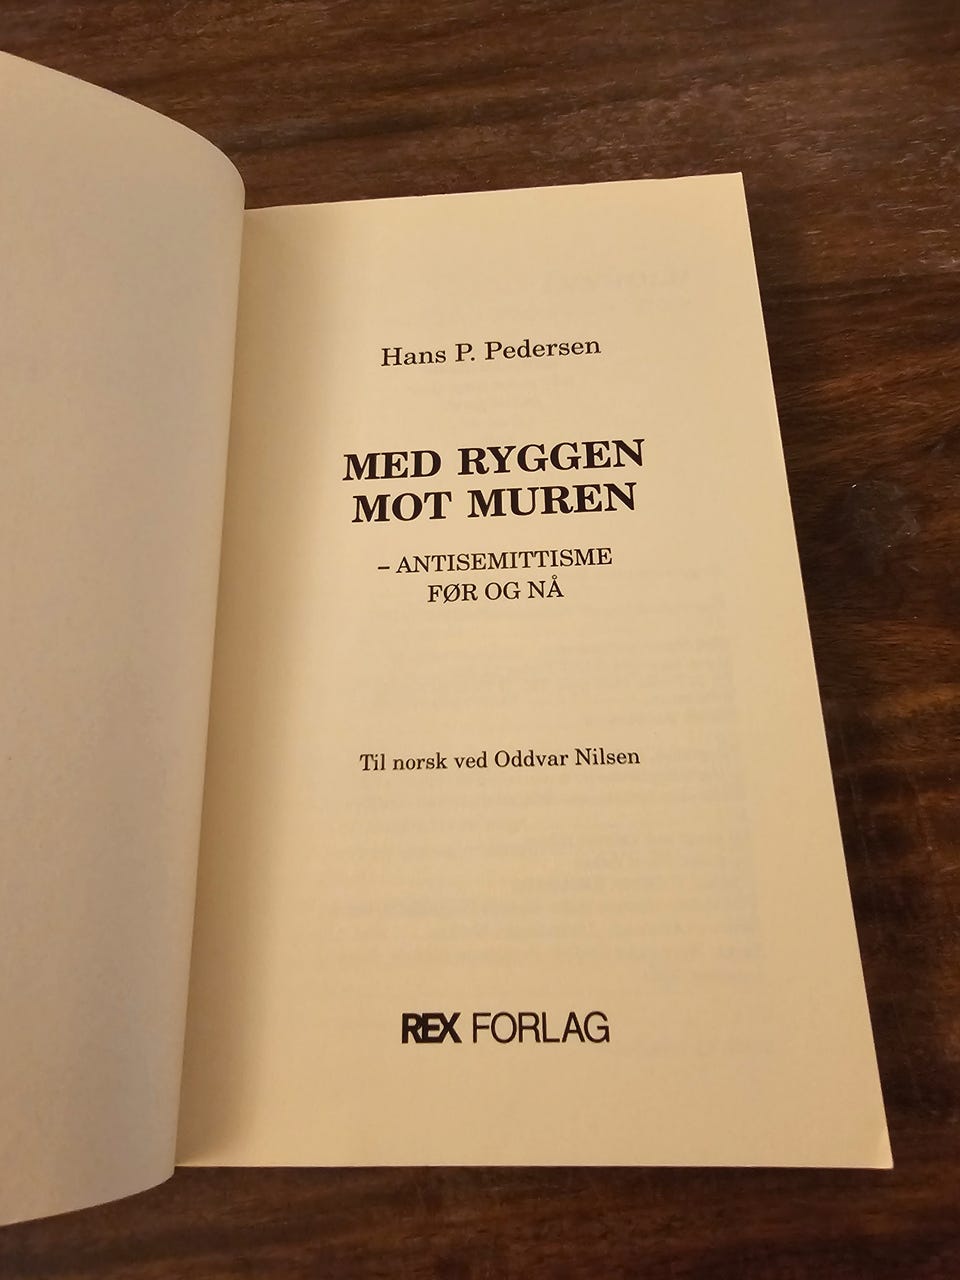 Hans P. Pedersen
MED RYGGEN
MOT MUREN
– ANTISEMITTISME
FØR OG NÅ
Til norsk ved Oddvar Nilsen
REX FORLAG